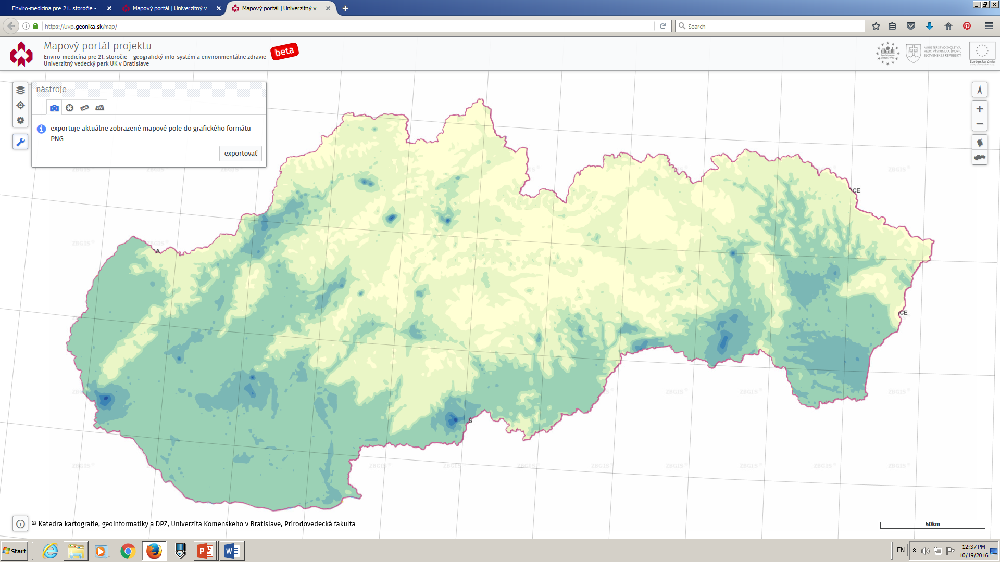 Enviro-medicína pre 21. storočie - ...
Mapový portál | Univerzitný v...
Mapový portál | Univerzitný v...
https://uvp.geonika.sk/map/
Search
Mapový portál projektu
Enviro-medicína pre 21. storočie – geografický info-systém a environmentálne zdravie
Univerzitný vedecký park UK v Bratislave
beta
MINISTERSTVO ŠKOLSTVA,
VEDY, VÝSKUMU A ŠPORTU
SLOVENSKEJ REPUBLIKY
Európska únia
nástroje
exportuje aktuálne zobrazené mapové pole do grafického formátu
PNG
exportovať
ZBGIS® ZBGIS® ZBGIS® ZBGIS®
CE
ZBGIS®
A
CE
ZBGIS® ZBGIS® ZBGIS® ZBGIS®
S
ZBGIS® ZBGIS® ZBGIS® ZBGIS® ZBGIS® ZBGIS® ZBGIS® ZBGIS® ZBGIS®
© Katedra kartografie, geoinformatiky a DPZ, Univerzita Komenskeho v Bratislave, Prírodovedecká fakulta.
50km
Start
EN
12:37 PM
10/19/2016